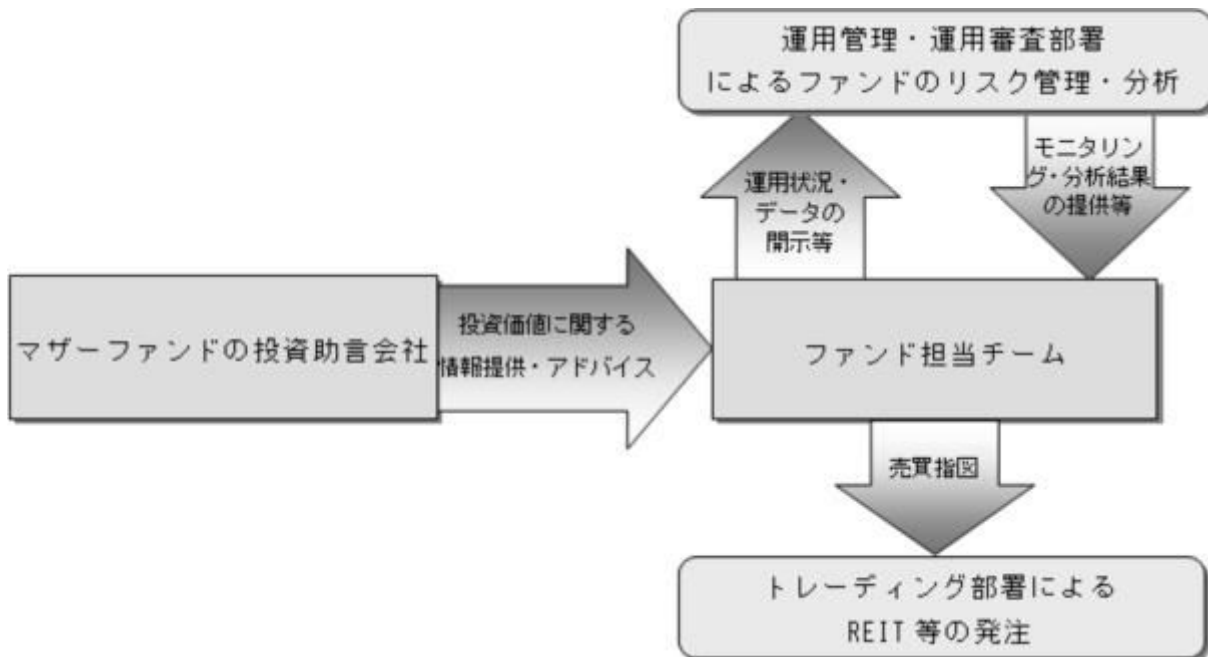 運用管理・運用審査部署
によるファンドのリスク管理・分析
運用状況・
データの
開示等
モニタリン
グ・分析結果
の提供等
マザーファンドの投資助言会社
投資価値に関する
情報提供・アドバイス
ファンド担当チーム
売買指図
トレーディング部署による
REIT 等の発注